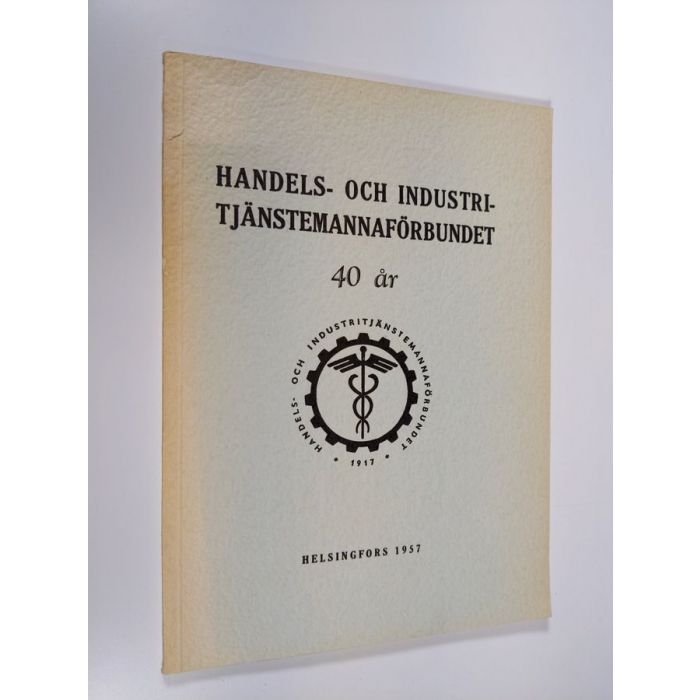 HANDELS- OCH INDUSTRI-
TJÄNSTEMANNAFÖRBUNDET
40 år
HANDELS- OCH INDUSTRITJÄNSTEMANNAFÖRBUNDET
* 1917 *
HELSINGFORS 1957